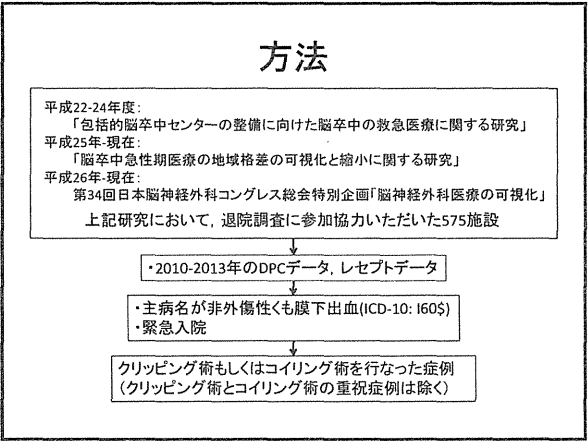 方法
平成22-24年度:
「包括的脳卒中センターの整備に向けた脳卒中の救急医療に関する研究」
平成25年-現在:
「脳卒中急性期医療の地域格差の可視化と縮小に関する研究」
平成26年-現在:
第34回日本脳神経外科コングレス総会特別企画「脳神経外科医療の可視化」
上記研究において，退院調査に参加協力いただいた575施設
・2010-2013年のDPCデータ，レセプトデータ
・主病名が非外傷性くも膜下出血(ICD-10: I60$)
・緊急入院
クリッピング術もしくはコイリング術を行なった症例
（クリッピング術とコイリング術の重祝症例は除く）